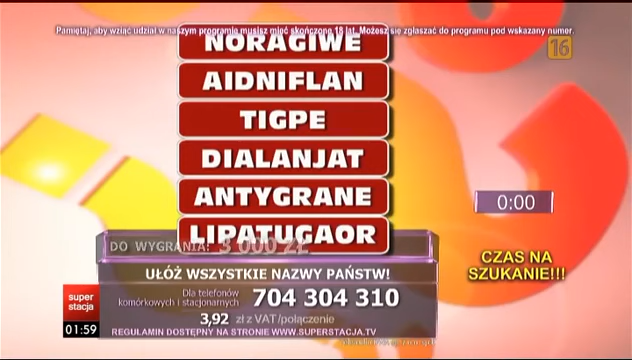 Pamiętaj, aby wziąć udział w naszym programie musisz mieć skończone 18 lat. Możesz się zgłaszać do programu pod wskazany numer.
16
NORAGIWE
AIDNIFLAN
TIGPE
DIALANJAT
ANTYGRANE
LIPATUGAOR
0:00
DO WYGRANIA: 3 000 ZŁ
CZAS NA
SZUKANIE!!!
UŁÓŻ WSZYSTKIE NAZWY PAŃSTW!
Dla telefonów
komórkowych i stacjonarnych
704 304 310
3,92 zł z VAT/połączenie
super
stacja
01:59
REGULAMIN DOSTĘPNY NA STRONIE WWW.SUPERSTACJA.TV